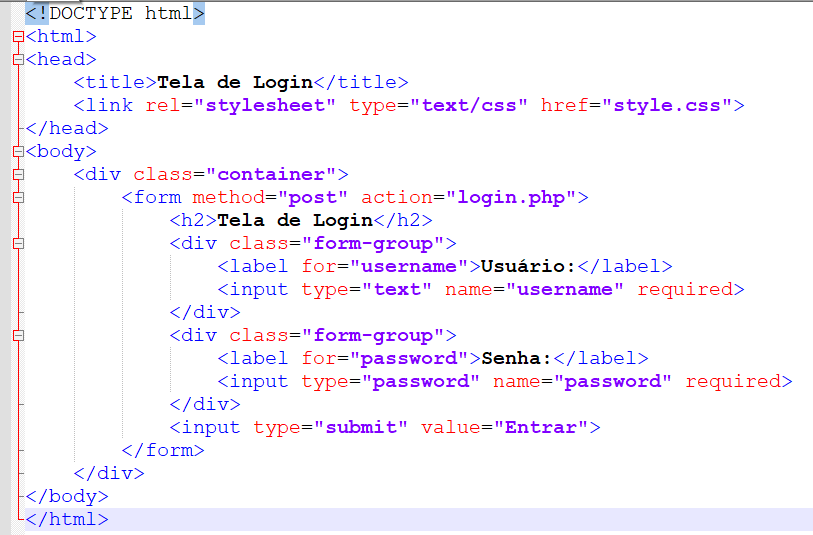 <!DOCTYPE html>
<html>
<head>
    <title>Tela de Login</title>
    <link rel="stylesheet" type="text/css" href="style.css">
</head>
<body>
    <div class="container">
        <form method="post" action="login.php">
            <h2>Tela de Login</h2>
            <div class="form-group">
                <label for="username">Usuário:</label>
                <input type="text" name="username" required>
            </div>
            <div class="form-group">
                <label for="password">Senha:</label>
                <input type="password" name="password" required>
            </div>
            <input type="submit" value="Entrar">
        </form>
    </div>
</body>
</html>